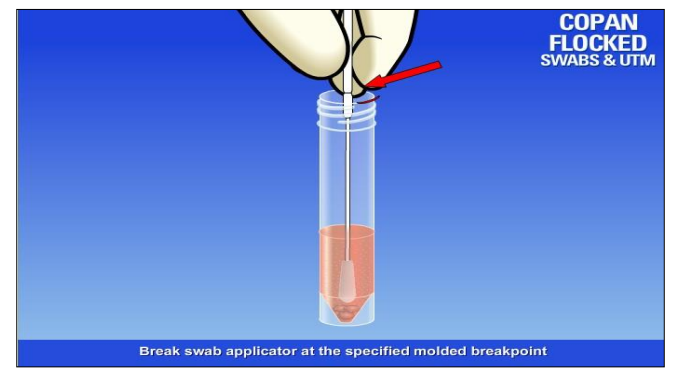 COPAN
FLOCKED
SWABS & UTM
Break swab applicator at the specified molded breakpoint